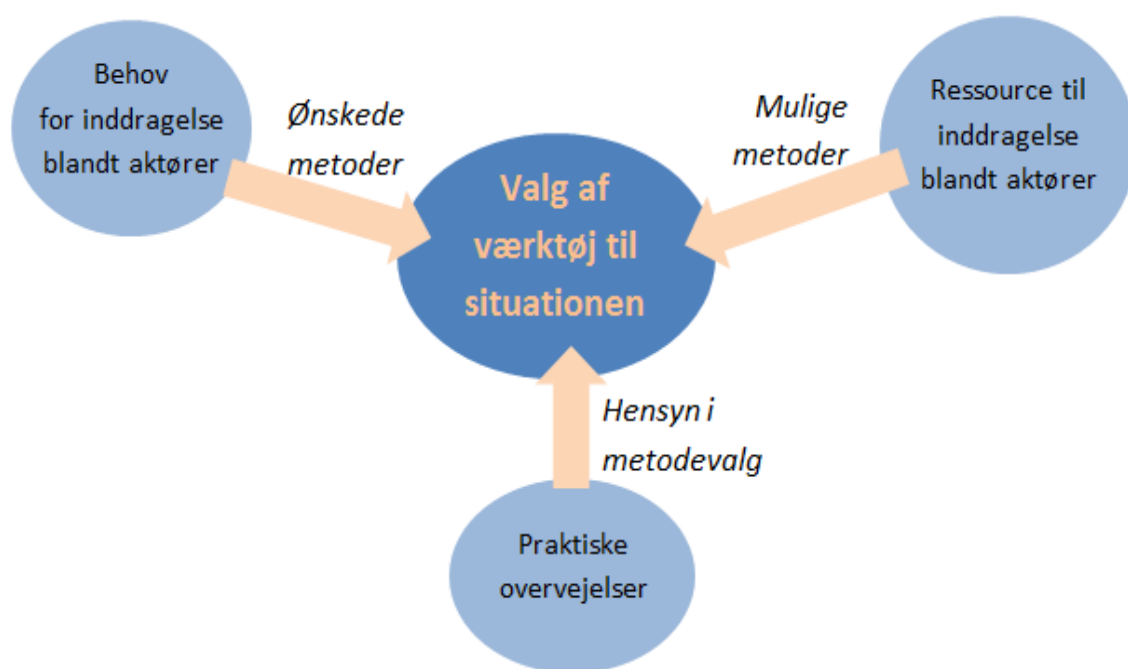 Behov
for inddragelse
blandt aktører
Ønskede
metoder
Mulige
metoder
Ressource til
inddragelse
blandt aktører
Valg af
værktøj til
situationen
Hensyn i
metodevalg
Praktiske
overvejelser